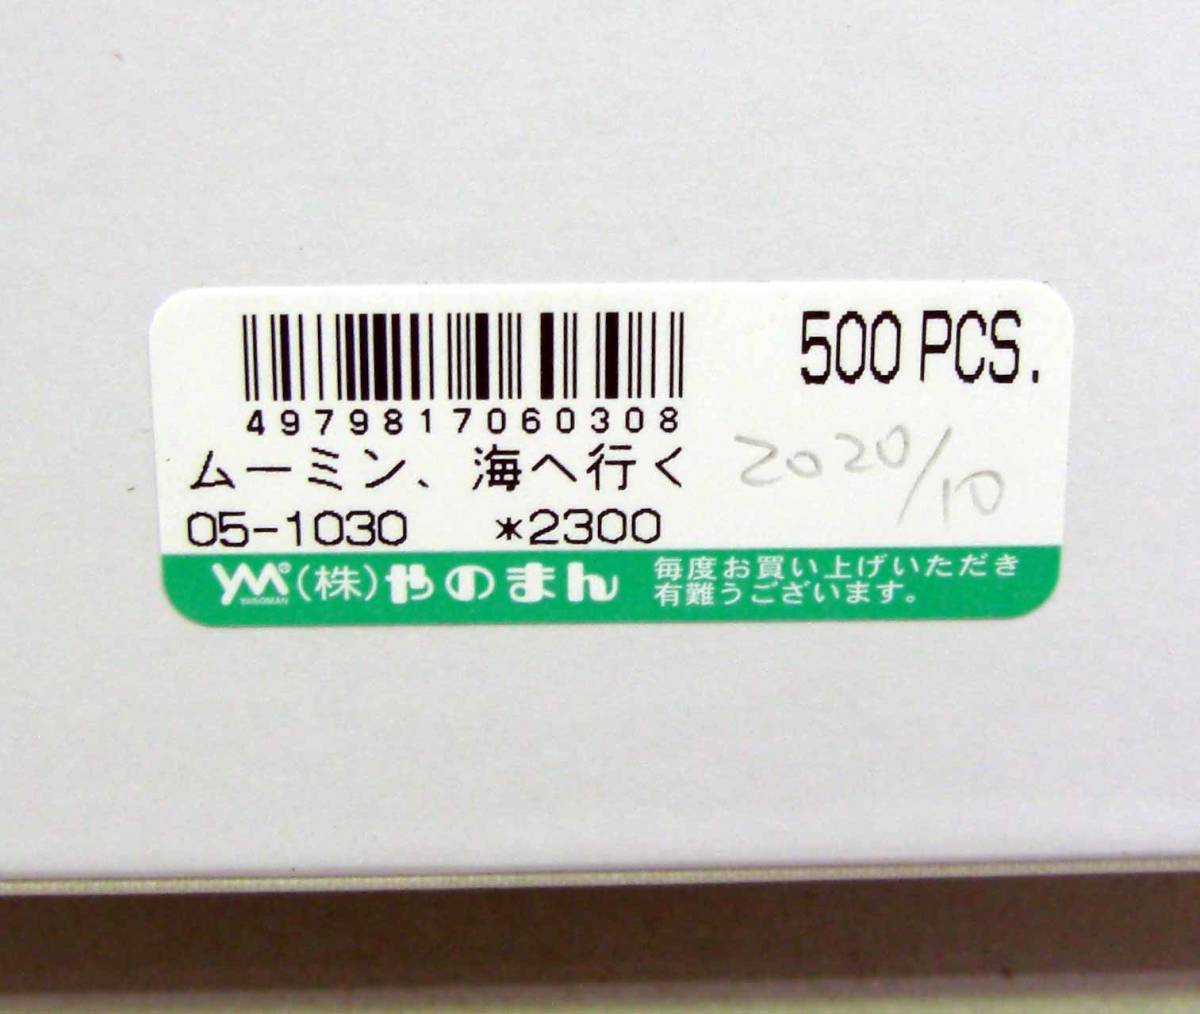 500 PCS.
4979817060308
ムーミン、海へ行く
2020/10
05-1030 *2300
YM® YANOMAN (株)やのまん
毎度お買い上げいただき
有難うございます。